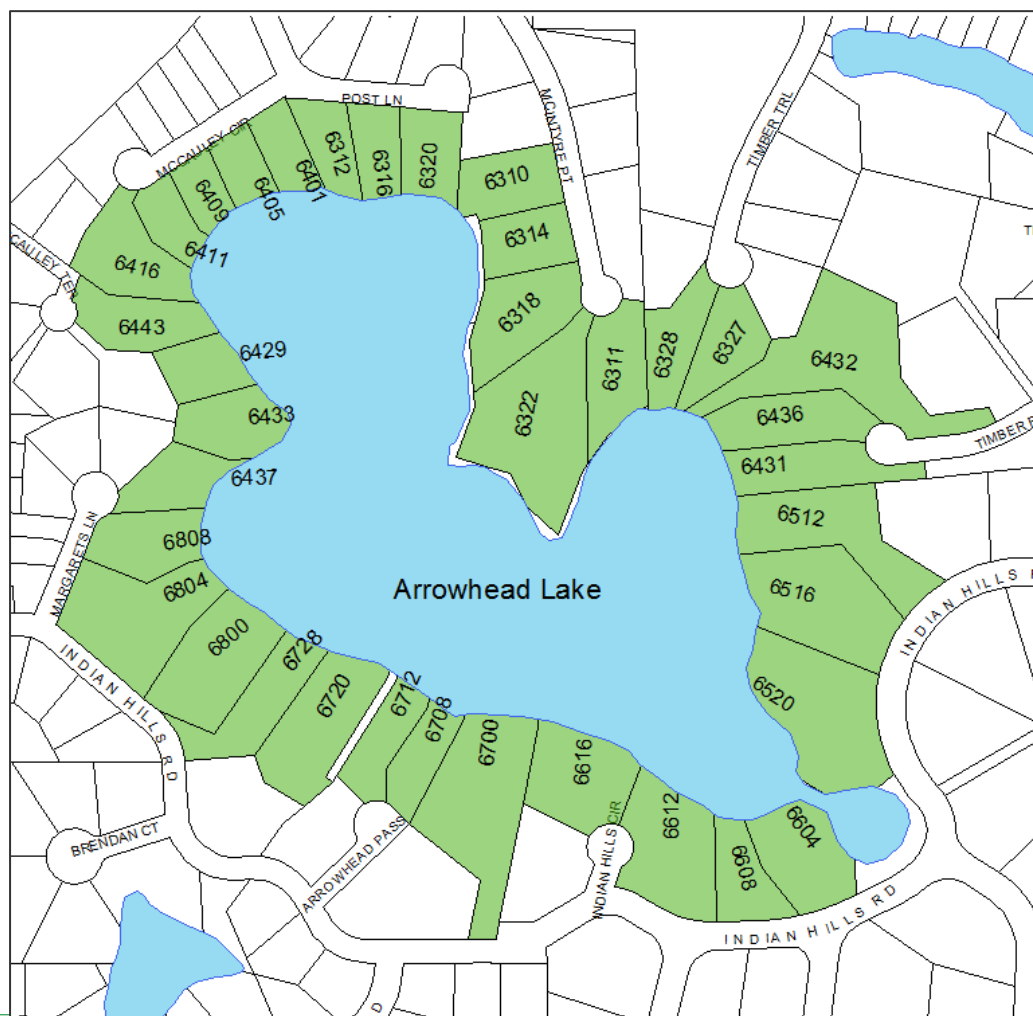 POST LN
MCCAULEY CIR
MCINTYRE PT
TIMBER TRL
6312
6316
6320
6401
6405
6409
6411
6416
6443
6429
6433
6437
6310
6314
6318
6322
6311
6328
6327
6432
6436
6431
TIMBER
6512
6516
6520
CAULEY TER
MARGARETS LN
6808
6804
6800
6728
6720
6712
6708
6700
6616
6612
6608
6604
Arrowhead Lake
INDIAN HILLS
INDIAN HILLS RD
BRENDAN CT
ARROWHEAD PASS
INDIAN HILLS CIR
INDIAN HILLS RD
D